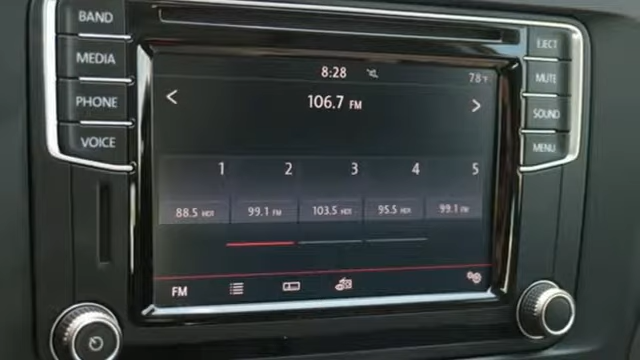 BAND
MEDIA
PHONE
VOICE
EJECT
MUTE
SOUND
MENU
8:28
78°F
106.7 FM
1 2 3 4 5
88.5 HD1 99.1 FM 103.5 HD1 95.5 HD1 99.1 FM
FM